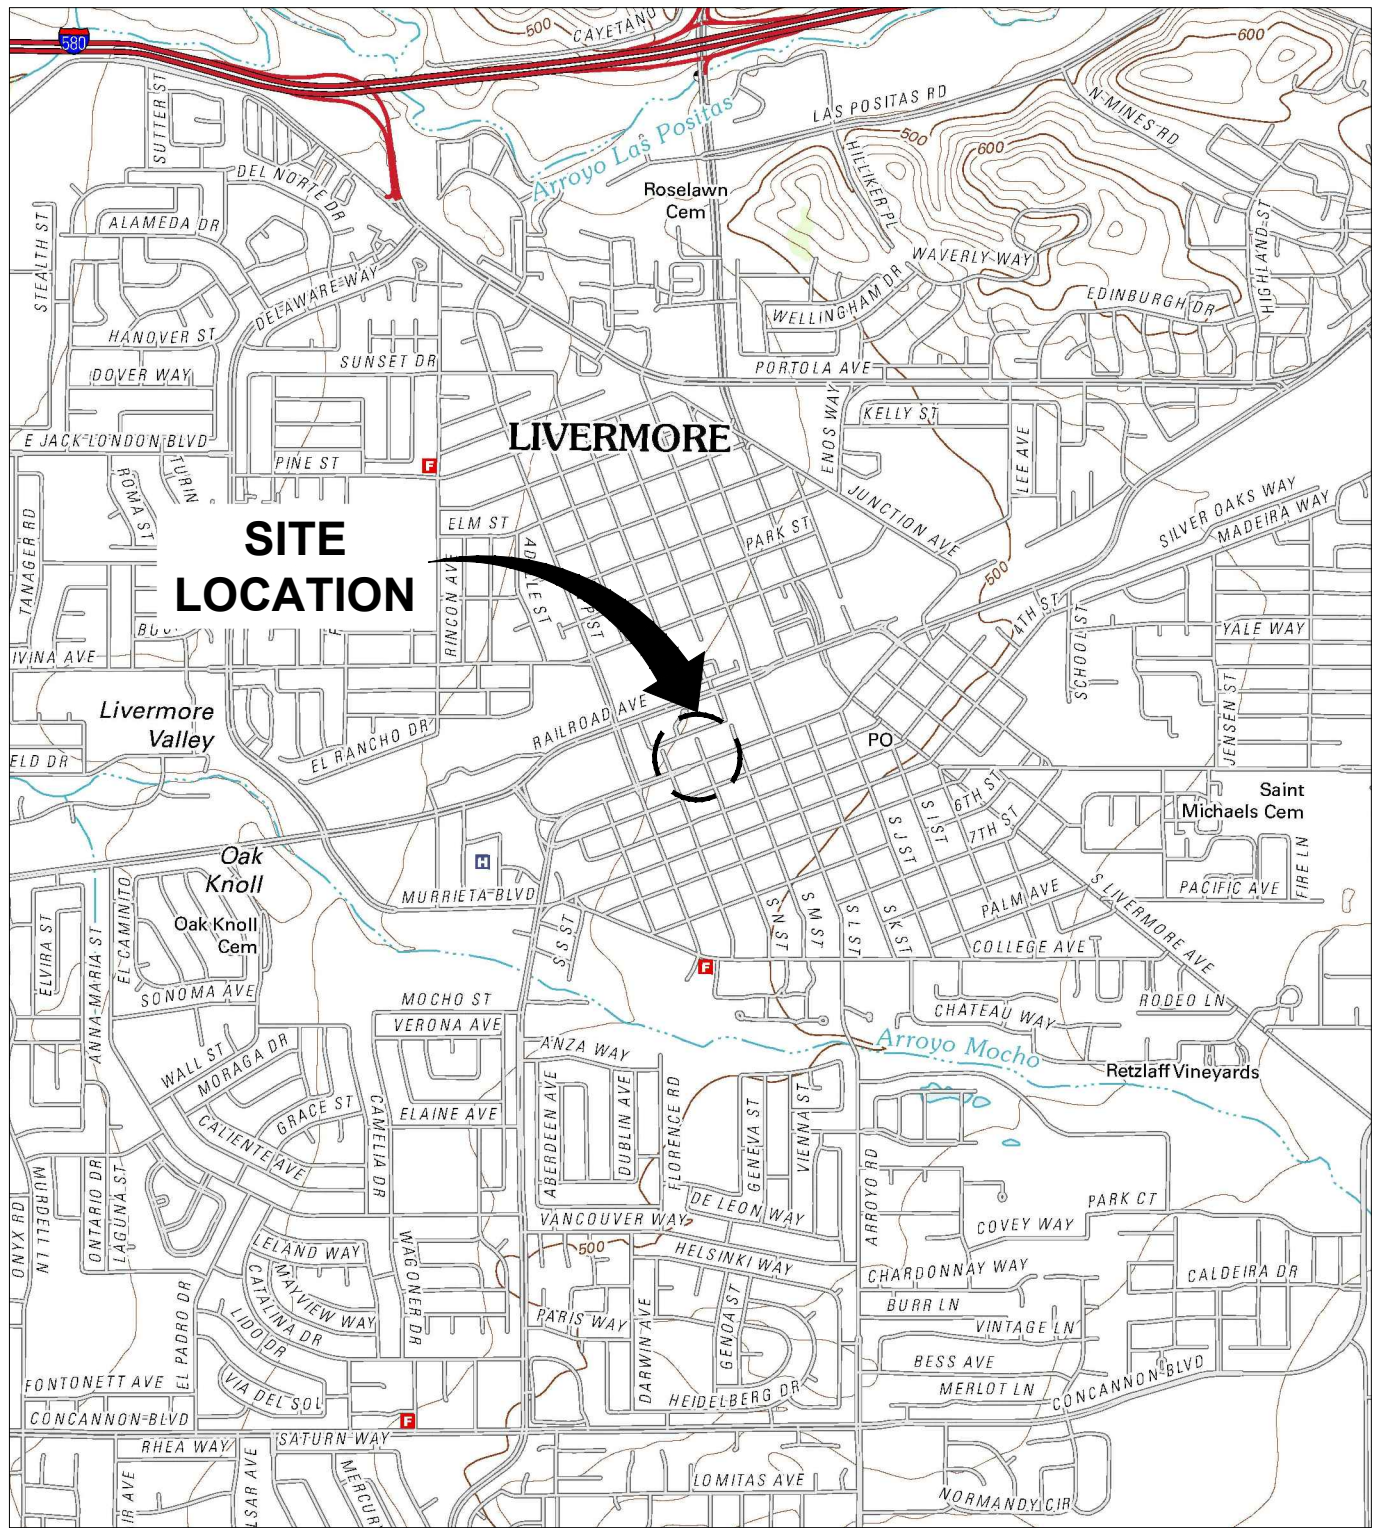 580
CAYETANO
500
600
SUTTER ST
LAS POSITAS RD
N MINES RD
Arroyo Las Positas
500
600
HILLIKER PL
DEL NORTE DR
Roselawn
Cem
STEALTH ST
ALAMEDA DR
HIGHLAND ST
WAVERLY WAY
DELAWARE WAY
WELLINGHAM DR
EDINBURGH DR
HANOVER ST
SUNSET DR
PORTOLA AVE
DOVER WAY
ENOS WAY
KELLY ST
LIVERMORE
E JACK LONDON BLVD
PINE ST
F
LEE AVE
TURIN
ROMA ST
JUNCTION AVE
SILVER OAKS WAY
MADEIRA WAY
TANAGER RD
SITE
LOCATION
ELM ST
PARK ST
RINCON AVE
500
4TH ST
SCHOOL ST
YALE WAY
IVINA AVE
Livermore
Valley
RAILROAD AVE
EL RANCHO DR
PO
JENSEN ST
ELD DR
Saint
Michaels Cem
6TH ST
S I ST
7TH ST
S J ST
Oak
Knoll
H
FIRE LN
MURRIETA BLVD
PALM AVE
S LIVERMORE AVE
PACIFIC AVE
EL CAMINITO
Oak Knoll
Cem
S S ST
S N ST
S M ST
S L ST
S K ST
COLLEGE AVE
ELVIRA ST
ANNA MARIA ST
F
SONOMA AVE
MOCHO ST
RODEO LN
CHATEAU WAY
VERONA AVE
WALL ST
MORAGA DR
ANZA WAY
Arroyo Mocho
Retzlaff Vineyards
GRACE ST
ELAINE AVE
CAMELIA DR
ABERDEEN AVE
DUBLIN AVE
FLORENCE RD
GENEVA ST
VIENNA ST
CALIENTE AVE
ARROYO RD
ONYX RD
MURDELL LN
ONTARIO DR
LAGUNA ST
DE LEON WAY
PARK CT
VANCOUVER WAY
COVEY WAY
LELAND WAY
WAGONER DR
500
HELSINKI WAY
CHARDONNAY WAY
CALDEIRA DR
MAYVIEW WAY
CATALINA DR
BURR LN
LIDO DR
PARIS WAY
GENOA ST
VINTAGE LN
EL PADRO DR
DARWIN AVE
BESS AVE
FONTONETT AVE
VIA DEL SOL
HEIDELBERG DR
MERLOT LN
CONCANNON BLVD
CONCANNON BLVD
F
RHEA WAY
SATURN WAY
LOMITAS AVE
NORMANDY CIR
MERCUR
LSAR AVE
IR AVE